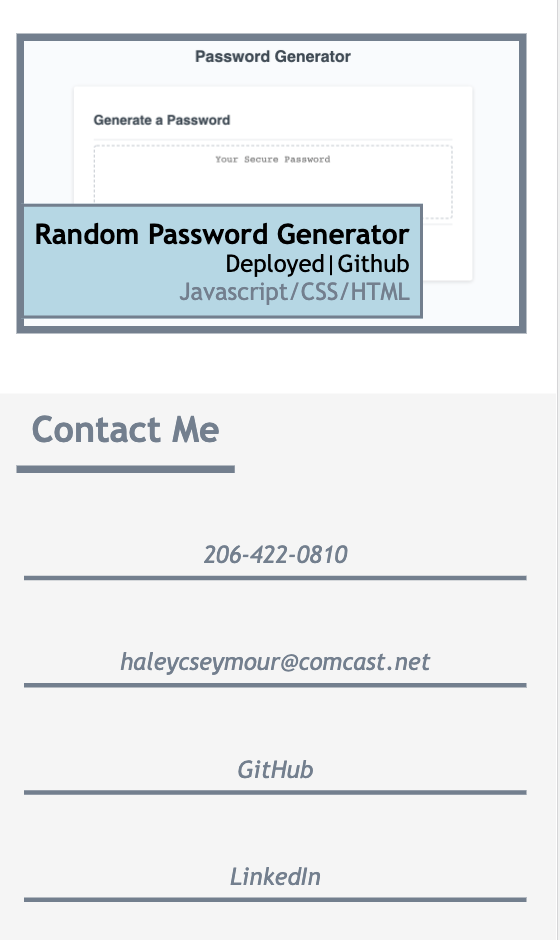 Password Generator
Generate a Password
Your Secure Password
Random Password Generator
Deployed|Github
Javascript/CSS/HTML
Contact Me
206-422-0810
haleycseymour@comcast.net
GitHub
LinkedIn